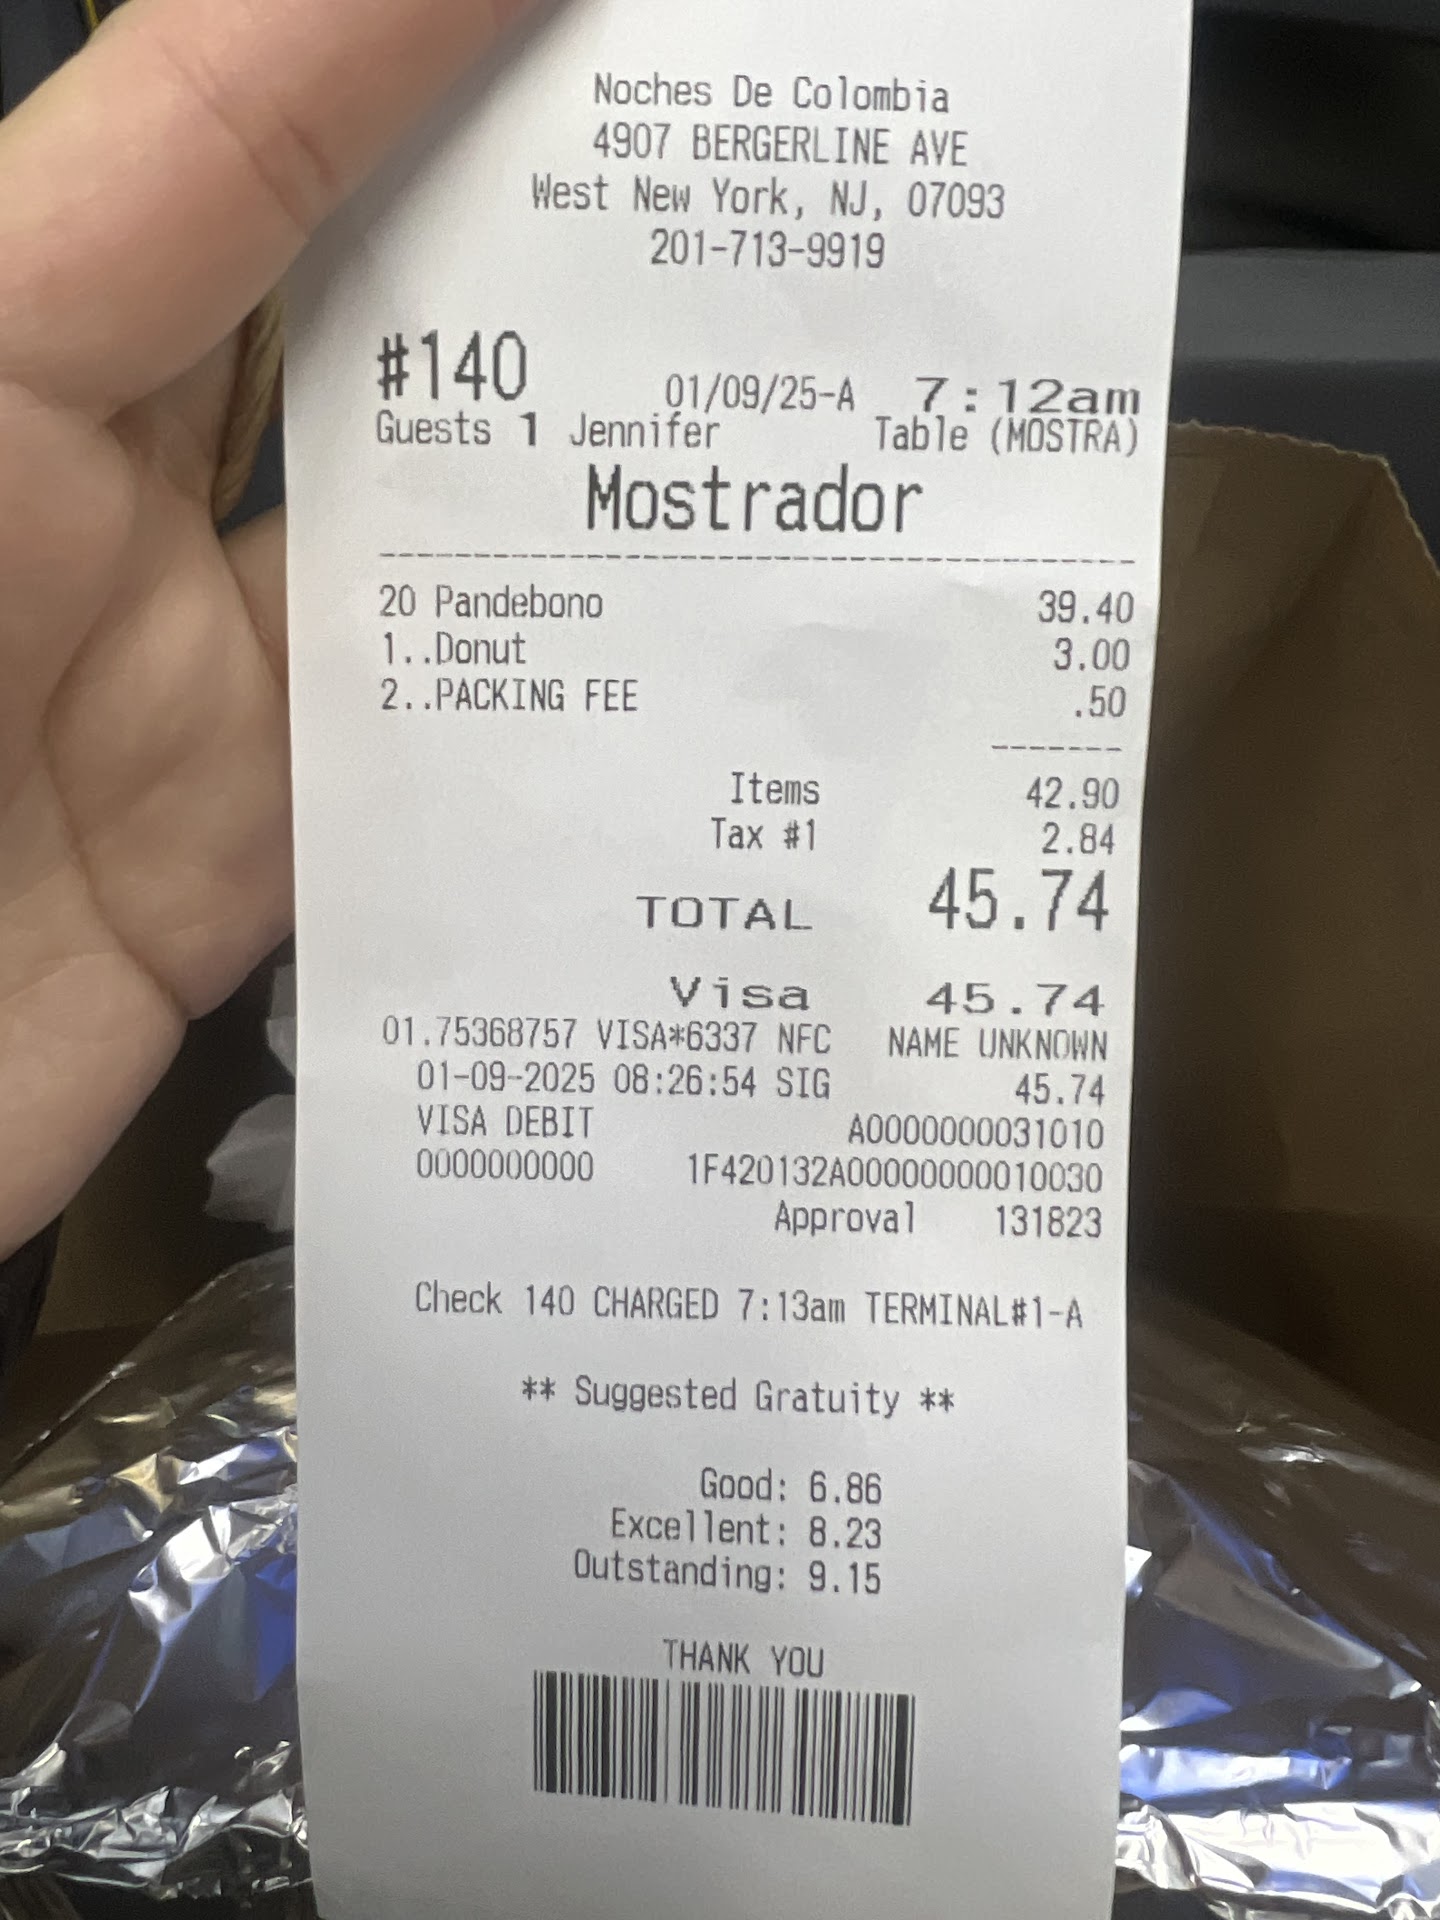 Noches De Colombia
4907 BERGERLINE AVE
West New York, NJ, 07093
201-713-9919
#140 01/09/25-A 7:12am
Guests 1 Jennifer Table (MOSTRA)
Mostrador
20 Pandebono 39.40
1..Donut 3.00
2..PACKING FEE .50
Items 42.90
Tax #1 2.84
TOTAL 45.74
Visa 45.74
01.75368757 VISA*6337 NFC NAME UNKNOWN
01-09-2025 08:26:54 SIG 45.74
VISA DEBIT A0000000031010
0000000000 1F420132A00000000010030
Approval 131823
Check 140 CHARGED 7:13am TERMINAL#1-A
** Suggested Gratuity **
Good: 6.86
Excellent: 8.23
Outstanding: 9.15
THANK YOU